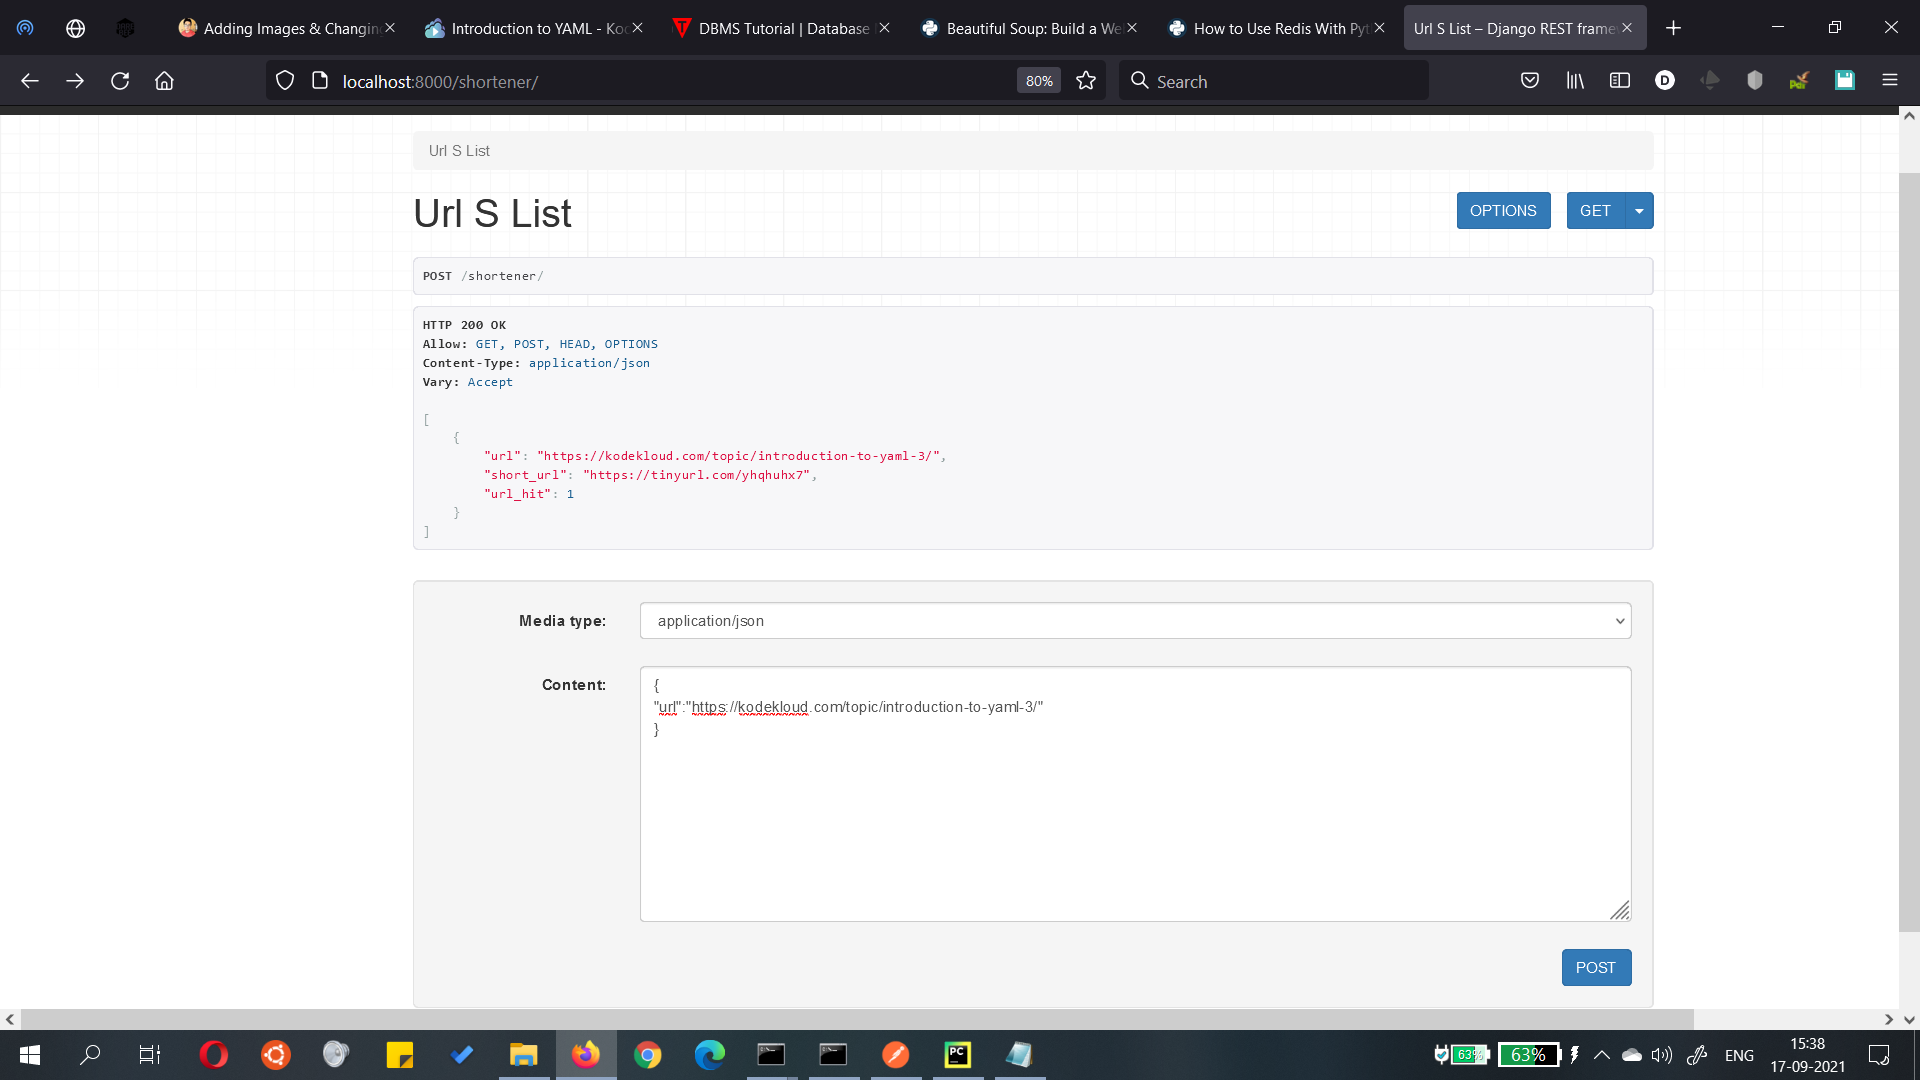 Adding Images & Changin
Introduction to YAML - Ko
DBMS Tutorial | Database
Beautiful Soup: Build a We
How to Use Redis With Pyt
Url S List – Django REST frame
localhost:8000/shortener/
80%
Search
Url S List
Url S List
OPTIONS
GET
POST /shortener/
HTTP 200 OK
Allow: GET, POST, HEAD, OPTIONS
Content-Type: application/json
Vary: Accept
[
{
"url": "https://kodekloud.com/topic/introduction-to-yaml-3/",
"short_url": "https://tinyurl.com/yhqhuhx7",
"url_hit": 1
}
]
Media type:
application/json
Content:
{
"url":"https://kodekloud.com/topic/introduction-to-yaml-3/"
}
POST
63%
63%
ENG
15:38
17-09-2021